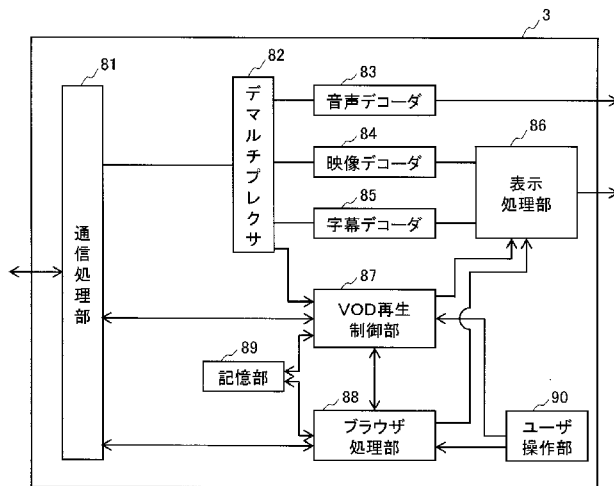 3
81
通信処理部
82
デマルチプレクサ
83
音声デコーダ
84
映像デコーダ
85
字幕デコーダ
86
表示
処理部
87
VOD再生
制御部
89
記憶部
88
ブラウザ
処理部
90
ユーザ
操作部